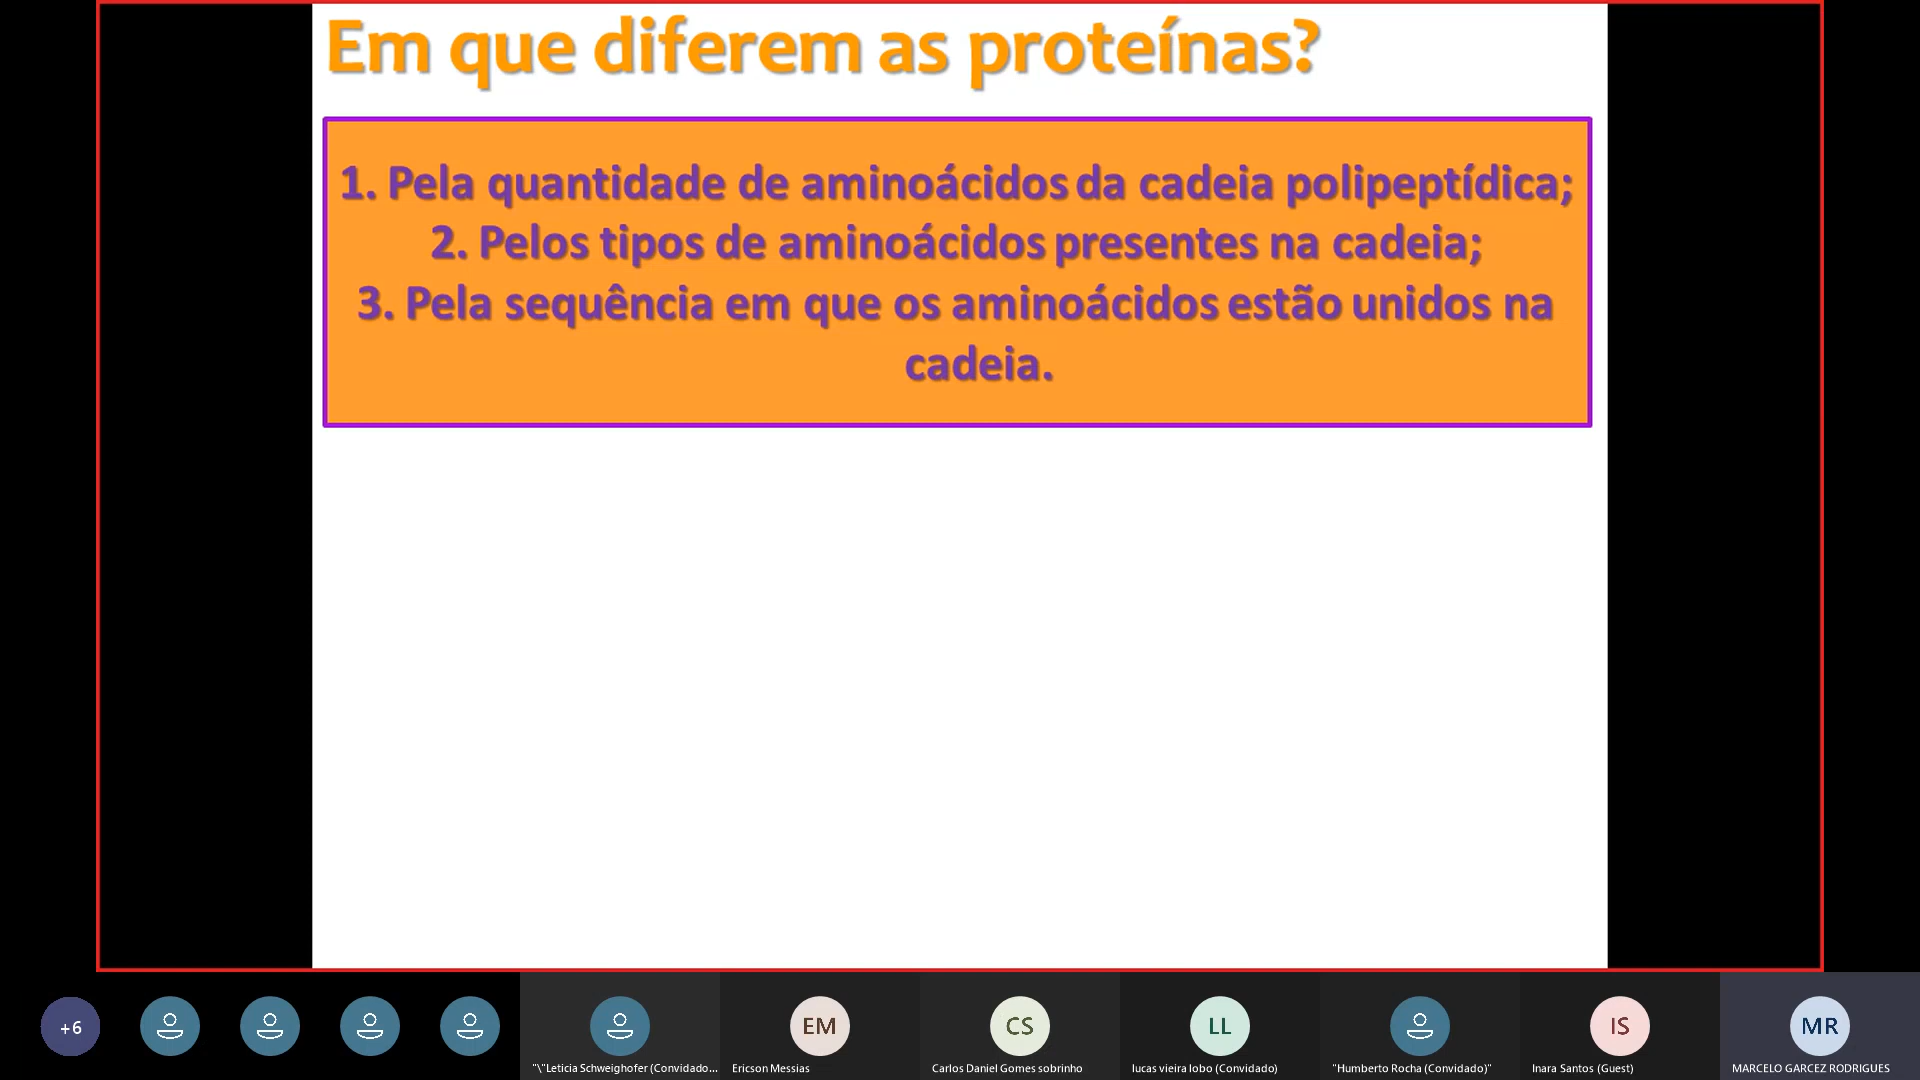 Em que diferem as proteínas?
1. Pela quantidade de aminoácidos da cadeia polipeptídica;
2. Pelos tipos de aminoácidos presentes na cadeia;
3. Pela sequência em que os aminoácidos estão unidos na
cadeia.
+6
EM
CS
LL
IS
MR
"\"Leticia Schweighofer (Convidado...
Ericson Messias
Carlos Daniel Gomes sobrinho
lucas vieira lobo (Convidado)
"Humberto Rocha (Convidado)"
Inara Santos (Guest)
MARCELO GARCEZ RODRIGUES